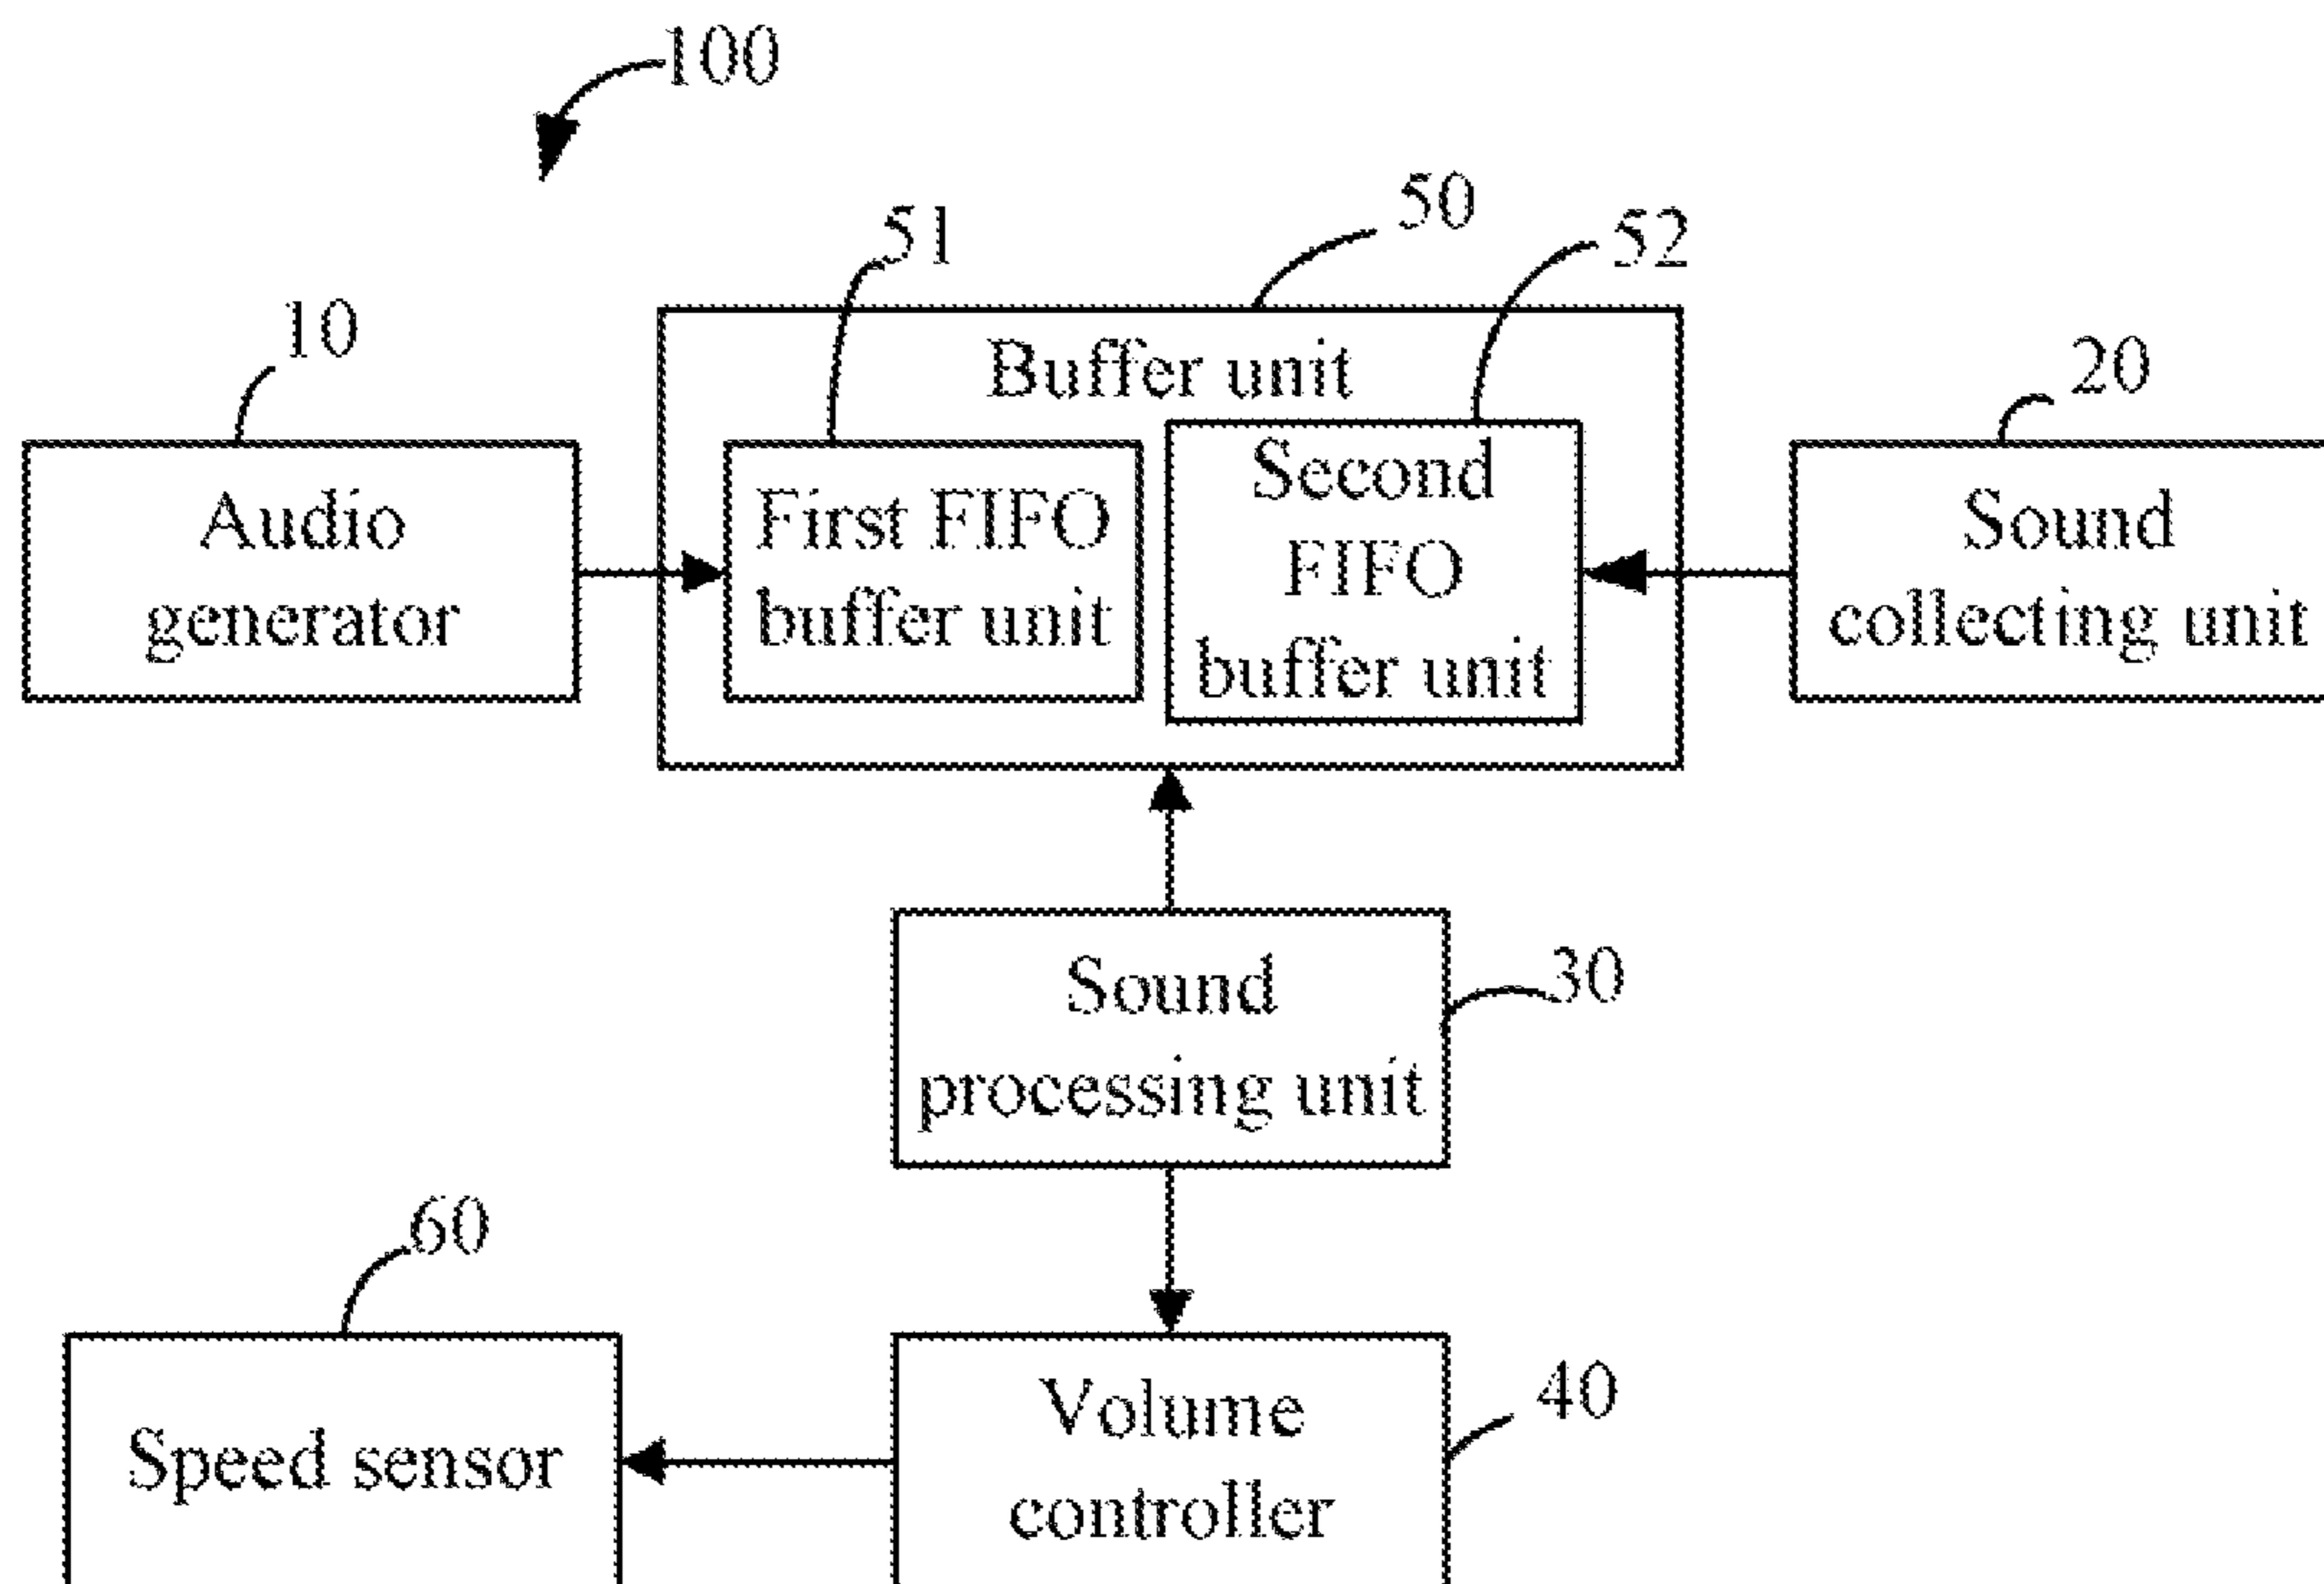 100
50
51
52
10
20
Buffer unit
Audio
generator
First FIFO
buffer unit
Second
FIFO
buffer unit
Sound
collecting unit
Sound
processing unit
30
60
Speed sensor
Volume
controller
40